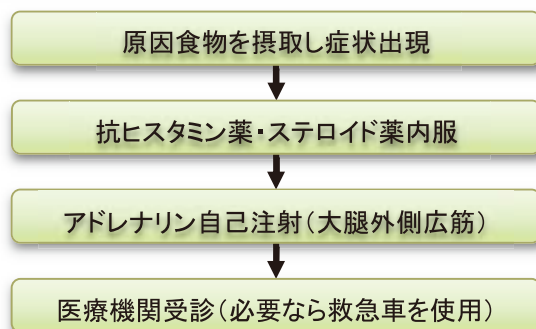 原因食物を摂取し症状出現
抗ヒスタミン薬・ステロイド薬内服
アドレナリン自己注射（大腿外側広筋）
医療機関受診（必要なら救急車を使用）